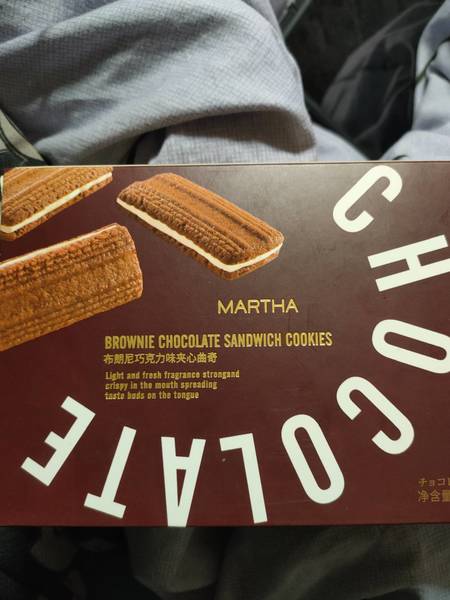 MARTHA
BROWNIE CHOCOLATE SANDWICH COOKIES
布朗尼巧克力味夹心曲奇
Light and fresh fragrance strongand
crispy in the mouth spreading
taste buds on the tongue
CHOCOLATE
チョコ
净含量